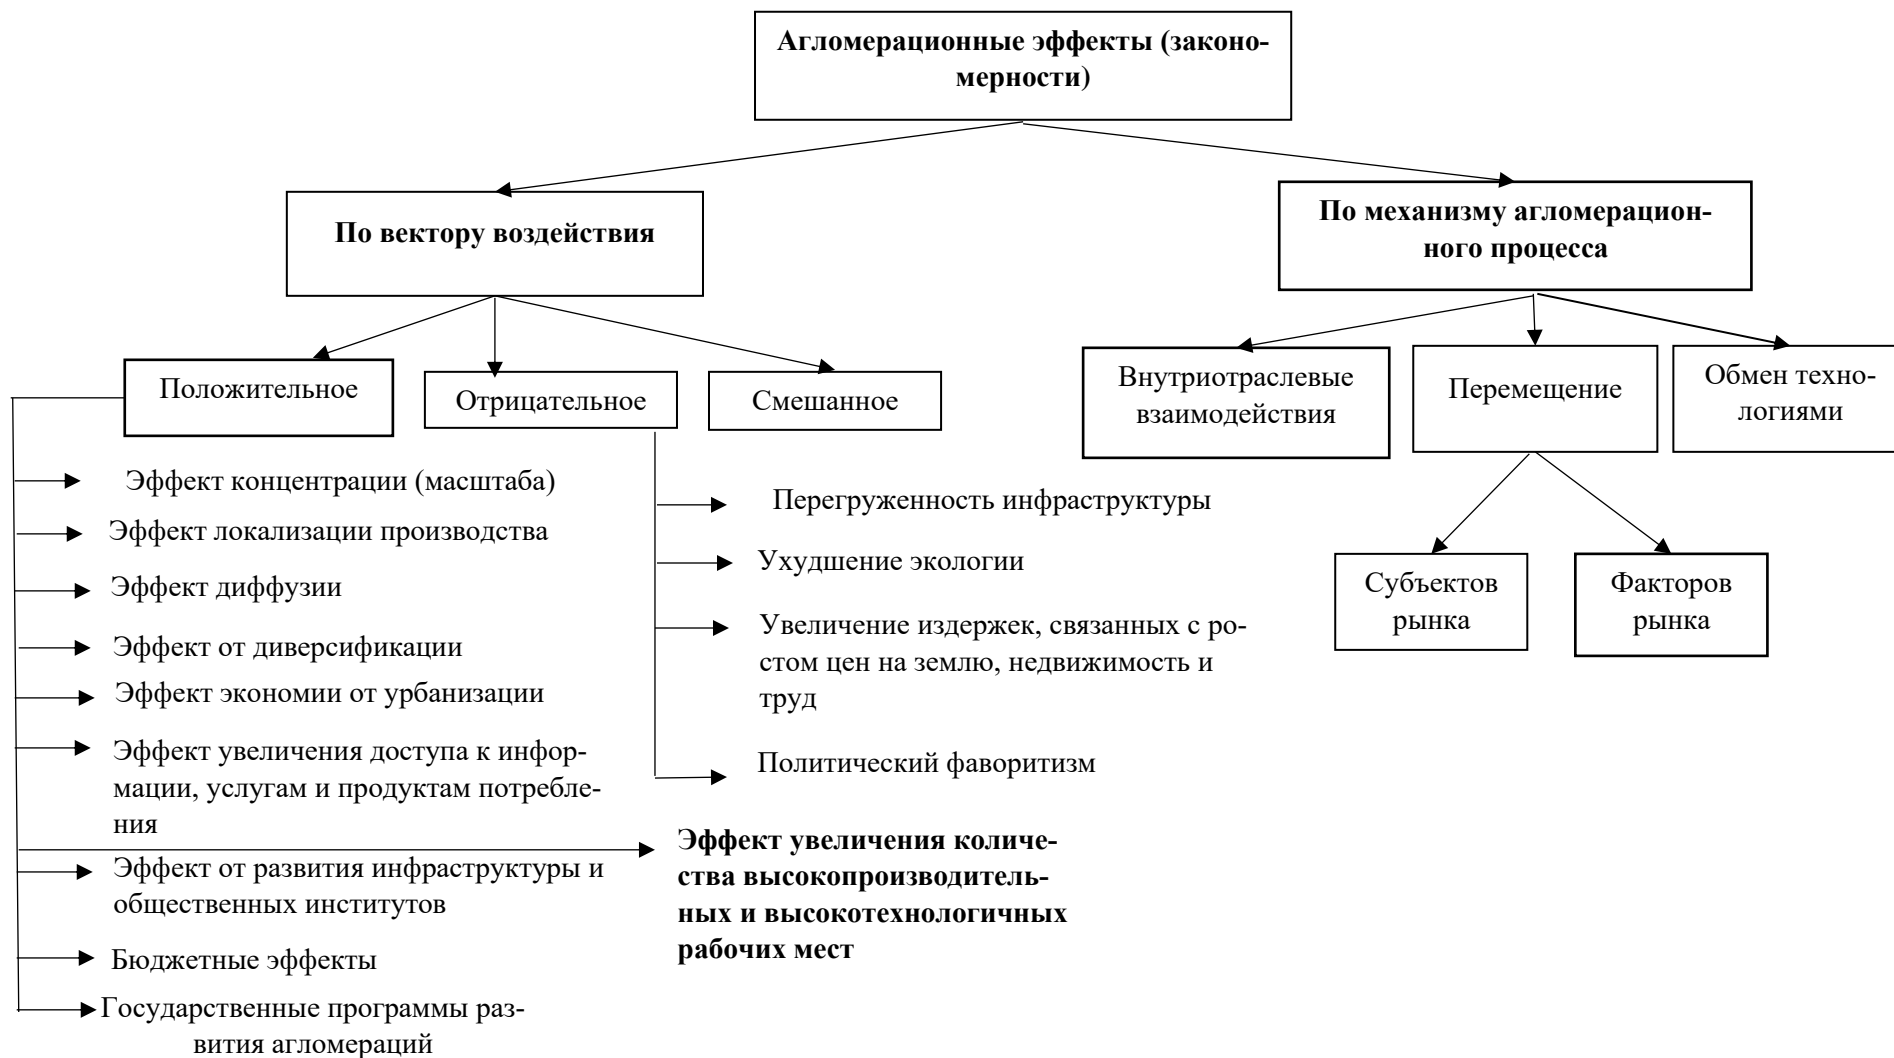 Агломерационные эффекты (законо-
мерности)
По вектору воздействия
По механизму агломерацион-
ного процесса
Положительное
Отрицательное
Смешанное
Внутриотраслевые
взаимодействия
Перемещение
Обмен техно-
логиями
Эффект концентрации (масштаба)
Эффект локализации производства
Эффект диффузии
Эффект от диверсификации
Эффект экономии от урбанизации
Эффект увеличения доступа к инфор-
мации, услугам и продуктам потребле-
ния
Эффект от развития инфраструктуры и
общественных институтов
Бюджетные эффекты
Государственные программы раз-
вития агломераций
Перегруженность инфраструктуры
Ухудшение экологии
Увеличение издержек, связанных с ро-
стом цен на землю, недвижимость и
труд
Политический фаворитизм
Эффект увеличения количе-
ства высокопроизводитель-
ных и высокотехнологичных
рабочих мест
Субъектов
рынка
Факторов
рынка